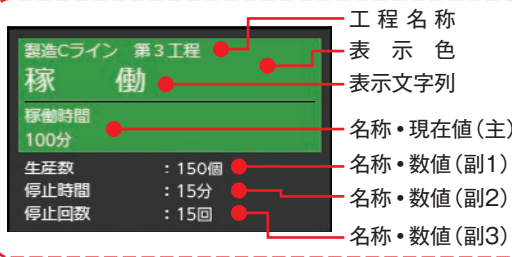 製造Cライン 第3工程
稼 働
稼働時間
100分
生産数 : 150個
停止時間 : 15分
停止回数 : 15回
工程名称
表示色
表示文字列
名称・現在値(主)
名称・数値(副1)
名称・数値(副2)
名称・数値(副3)